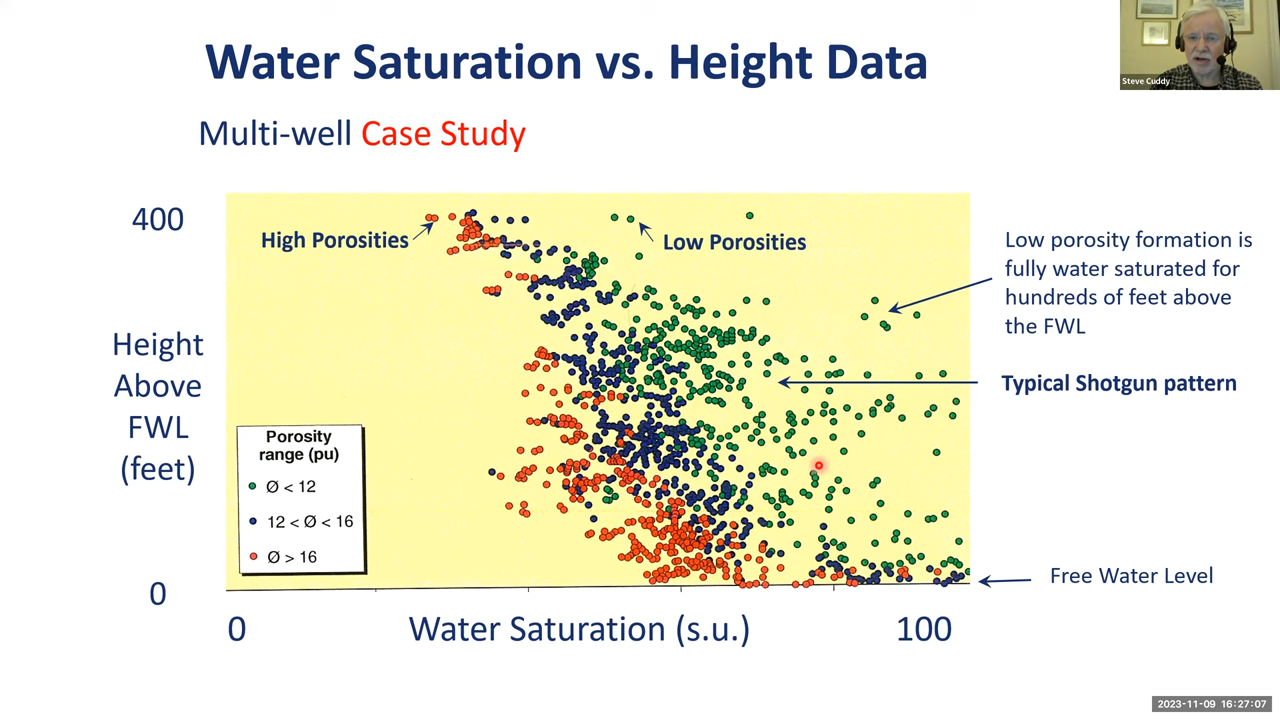 Water Saturation vs. Height Data
Steve Cuddy
Multi-well Case Study
400
High Porosities
Low Porosities
Low porosity formation is
fully water saturated for
hundreds of feet above
the FWL
Height
Above
FWL
(feet)
Typical Shotgun pattern
Porosity
range (pu)
Ø < 12
12 < Ø < 16
Ø > 16
Free Water Level
0
0
Water Saturation (s.u.)
100
2023-11-09 16:27:07